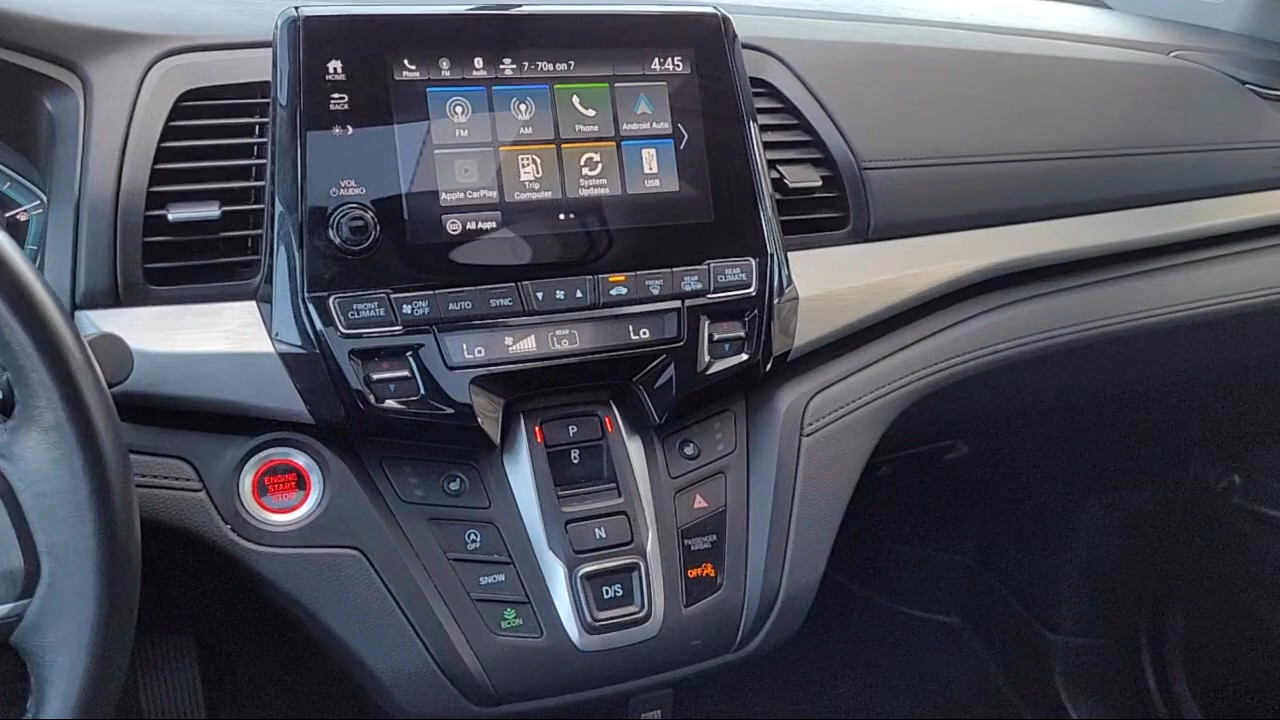 HOME
BACK
VOL
AUDIO
Phone
FM
Audio
7 - 70s on 7
4:45
FM
AM
Phone
Android Auto
Apple CarPlay
Trip
Computer
System
Updates
USB
All Apps
FRONT
CLIMATE
ON/
OFF
AUTO
SYNC
FRONT
REAR
REAR
CLIMATE
Lo
REAR
Lo
Lo
ENGINE
START
STOP
P
R
N
D/S
A
OFF
SNOW
ECON
PASSENGER
AIRBAG
OFF